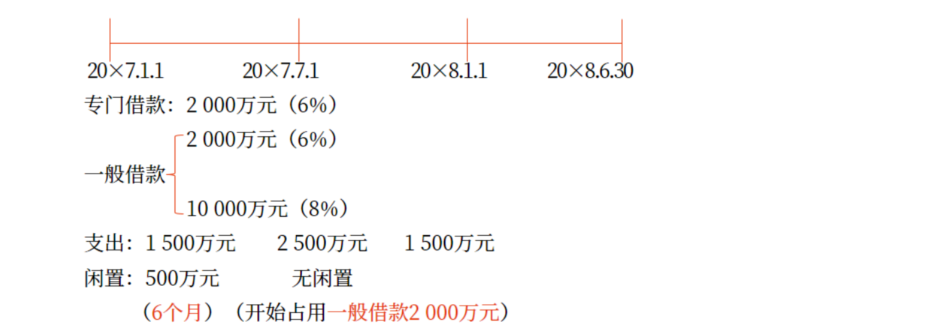 20×7.1.1 20×7.7.1 20×8.1.1 20×8.6.30
专门借款：2 000万元（6%）
2 000万元（6%）
一般借款
10 000万元（8%）
支出：1 500万元 2 500万元 1 500万元
闲置：500万元 无闲置
（6个月）（开始占用一般借款2 000万元）